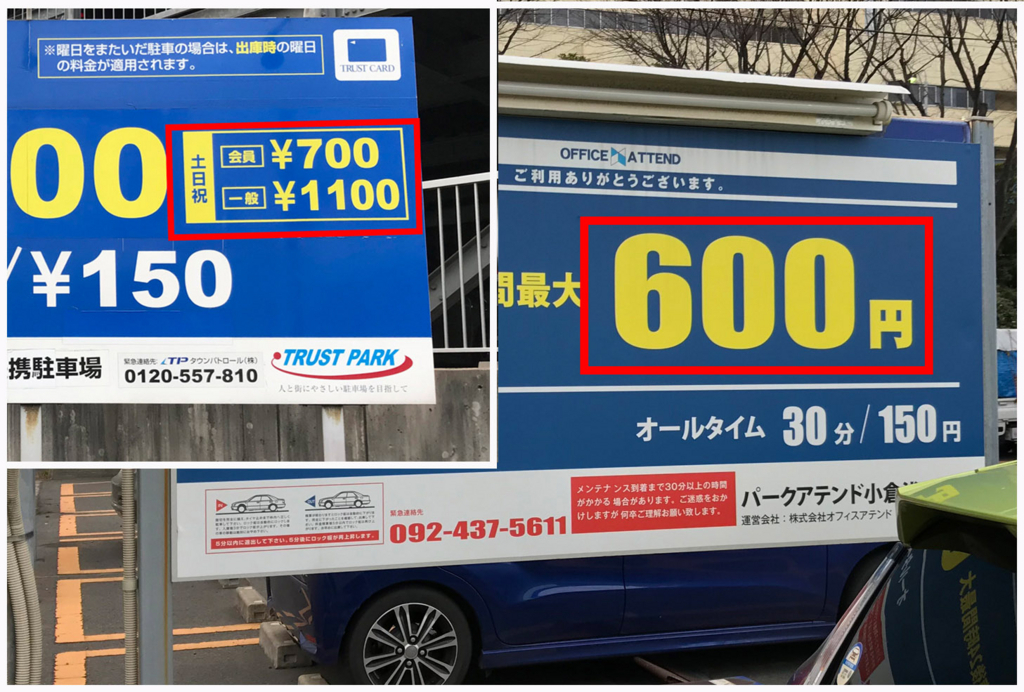 ※曜日をまたいだ駐車の場合は、出庫時の曜日
の料金が適用されます。
TRUST CARD
00
土日祝
会員 ¥700
一般 ¥1100
/¥150
携駐車場
緊急連絡先: TP タウンパトロール(株)
0120-557-810
TRUST PARK
人と街にやさしい駐車場を目指して
OFFICE ATTEND
ご利用ありがとうございます。
間最大
600円
オールタイム 30分/150円
緊急連絡先
092-437-5611
メンテナンス到着まで30分以上の時間
がかかる場合があります。ご迷惑をおか
けしますが何卒ご理解お願い致します。
パークアテンド小倉
運営会社:株式会社オフィスアテンド